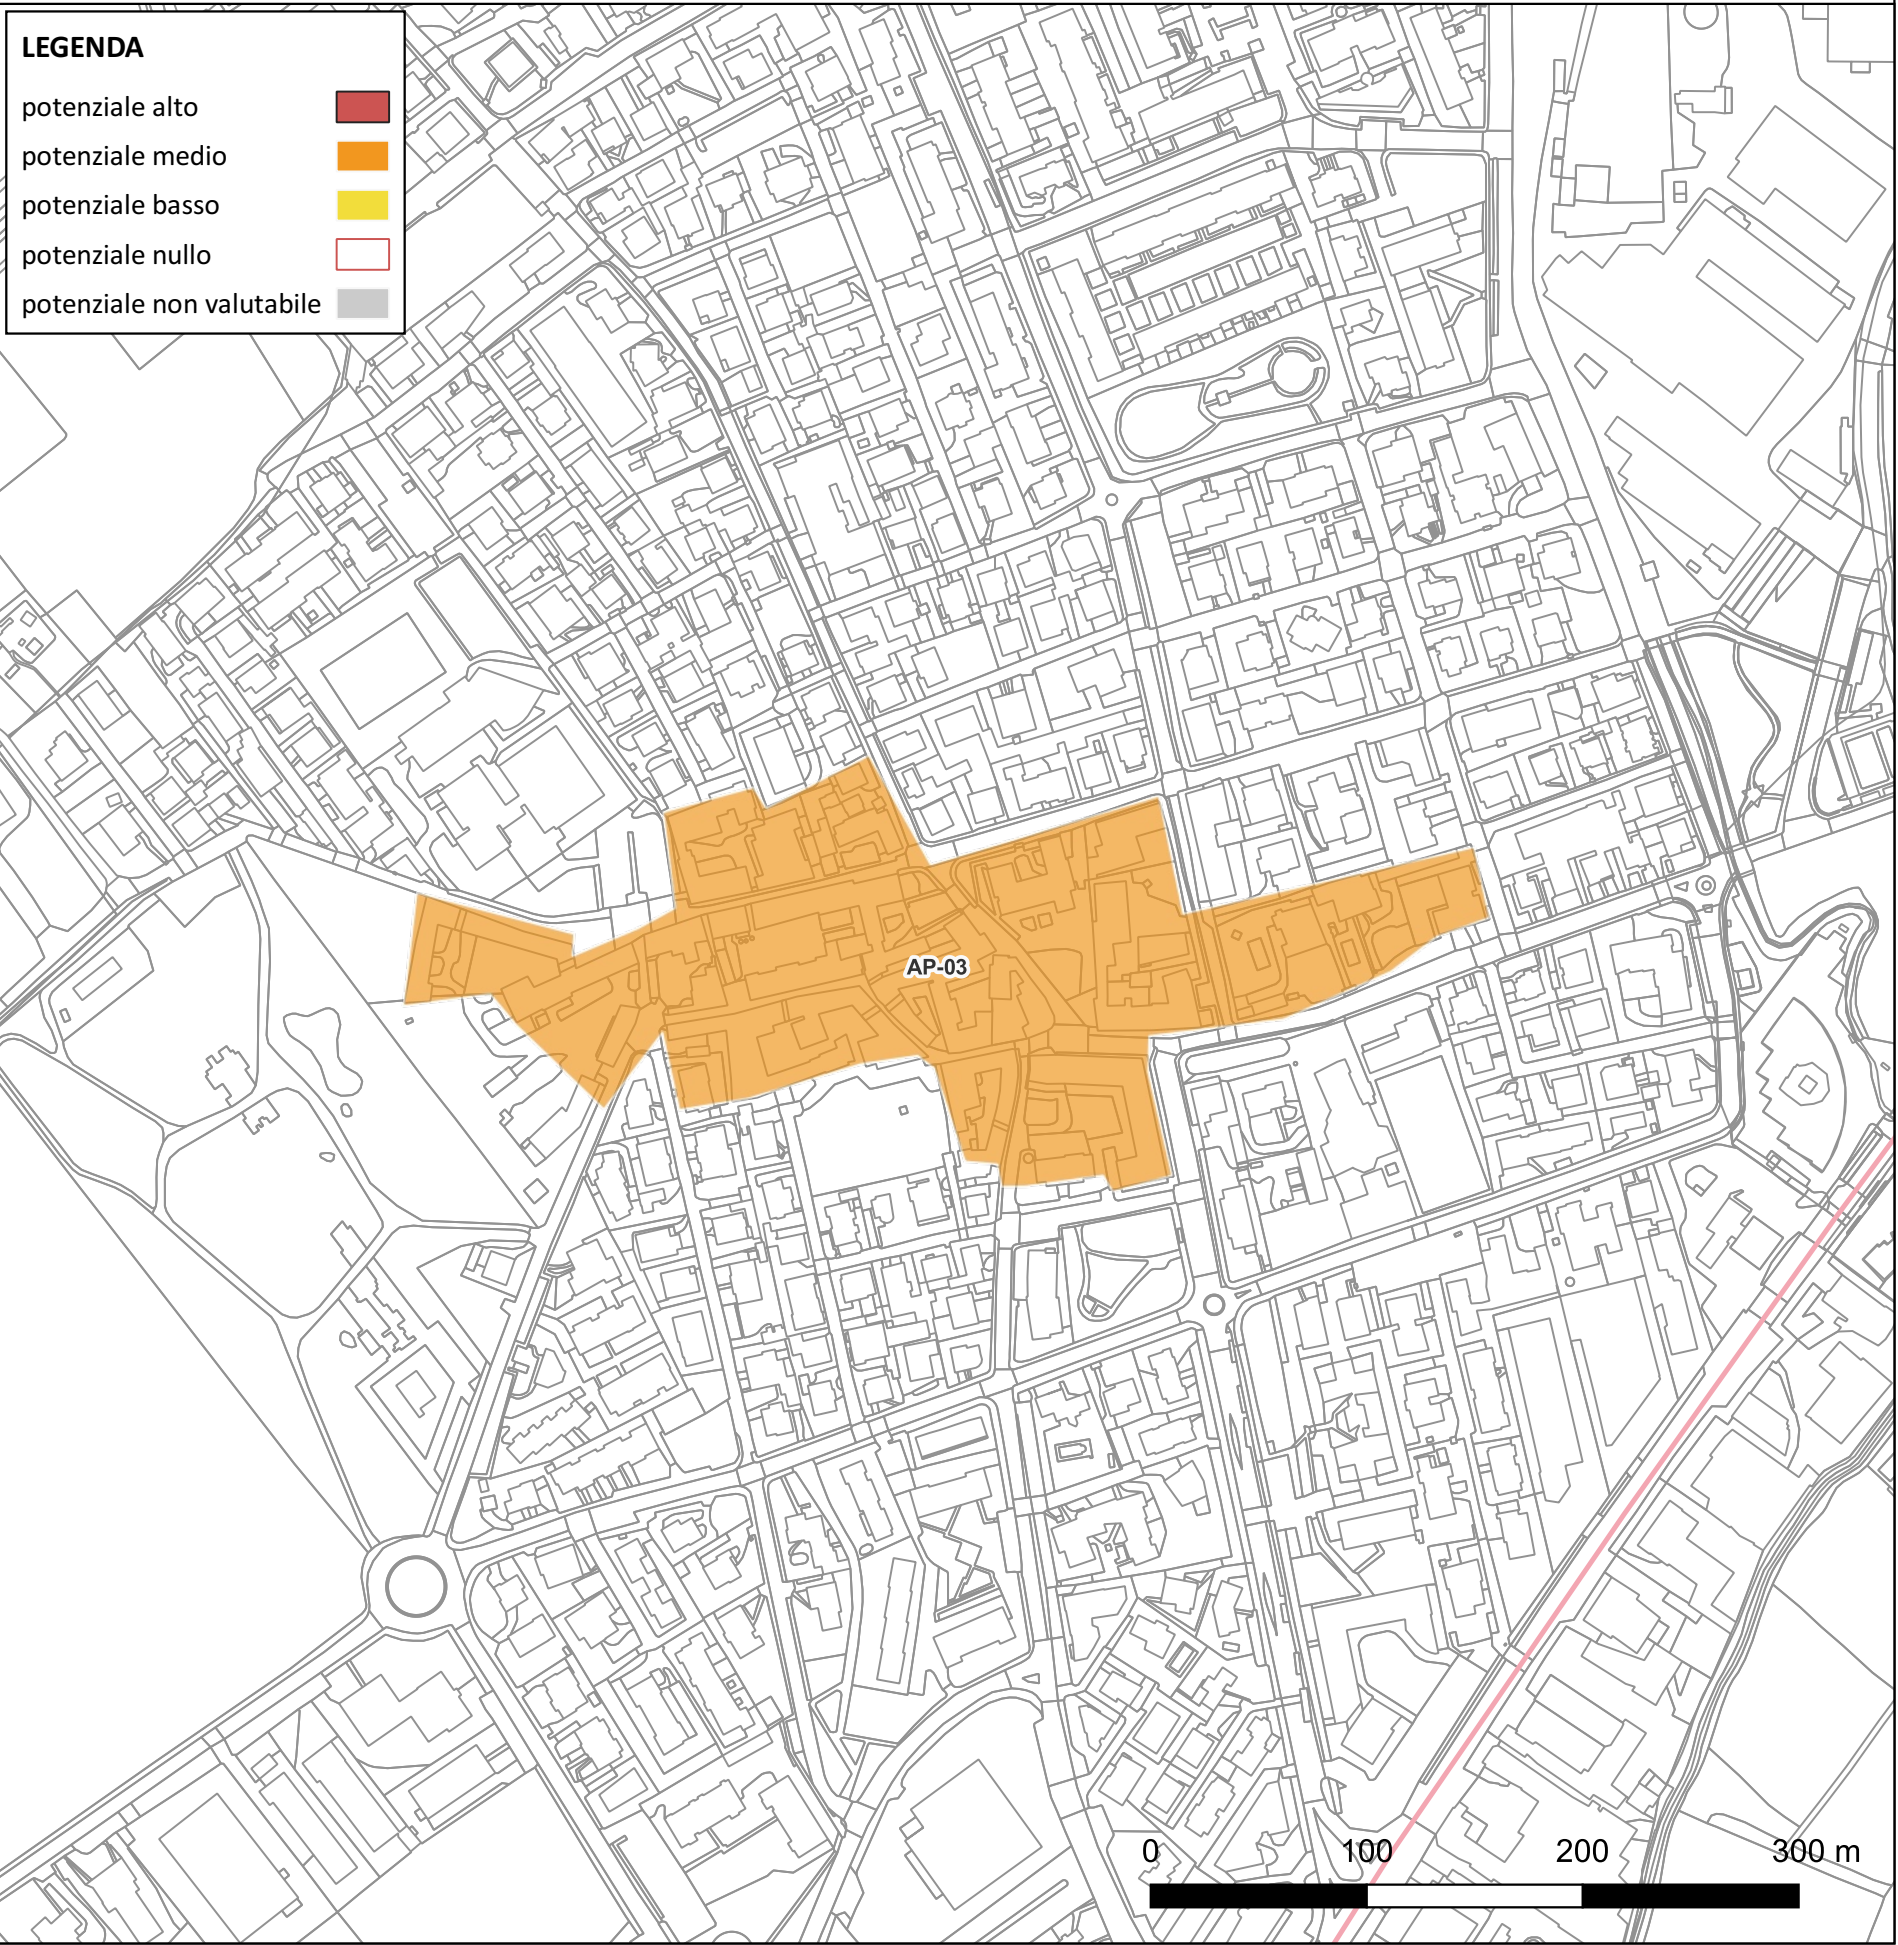 LEGENDA
potenziale alto
potenziale medio
potenziale basso
potenziale nullo
potenziale non valutabile
AP-03
0 100 200 300 m